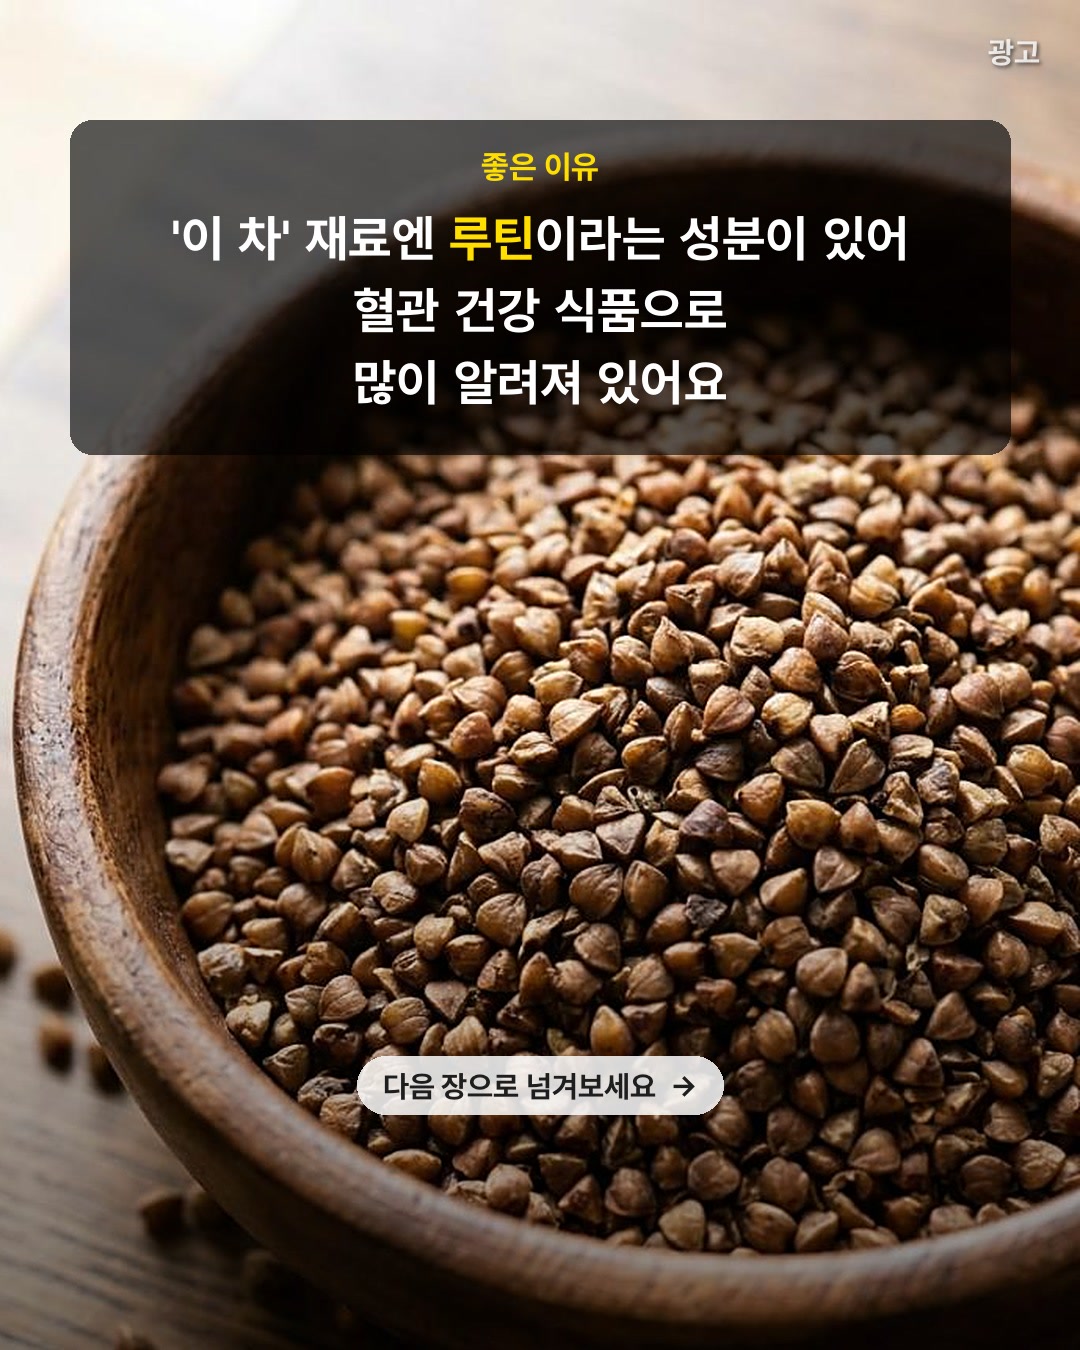 광고
좋은 이유
'이 차' 재료엔 루틴이라는 성분이 있어
혈관 건강 식품으로
많이 알려져 있어요
다음 장으로 넘겨보세요 →